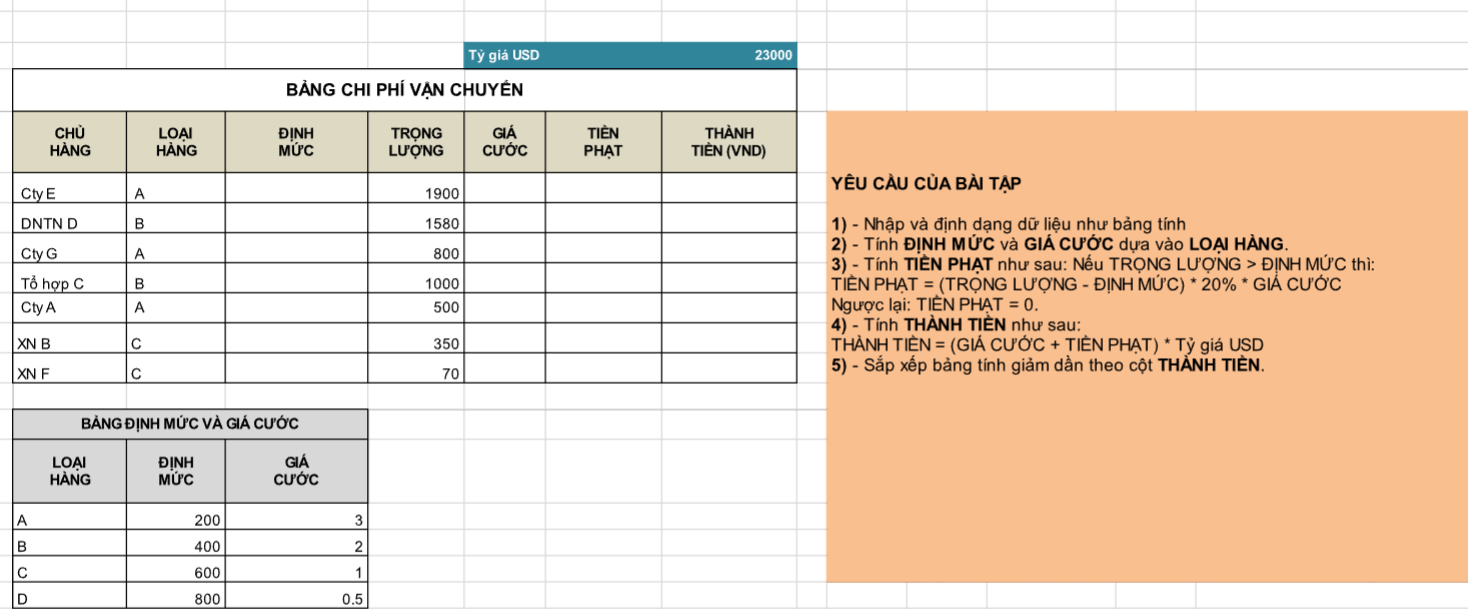 Tỷ giá USD 23000
BẢNG CHI PHÍ VẬN CHUYỂN
CHỦ HÀNG LOẠI HÀNG ĐỊNH MỨC TRỌNG LƯỢNG GIÁ CƯỚC TIỀN PHẠT THÀNH TIỀN (VND)
Cty E A 1900
DNTN D B 1580
Cty G A 800
Tổ hợp C B 1000
Cty A A 500
XN B C 350
XN F C 70
BẢNG ĐỊNH MỨC VÀ GIÁ CƯỚC
LOẠI HÀNG ĐỊNH MỨC GIÁ CƯỚC
A 200 3
B 400 2
C 600 1
D 800 0.5
YÊU CẦU CỦA BÀI TẬP
1) - Nhập và định dạng dữ liệu như bảng tính
2) - Tính ĐỊNH MỨC và GIÁ CƯỚC dựa vào LOẠI HÀNG.
3) - Tính TIỀN PHẠT như sau: Nếu TRỌNG LƯỢNG > ĐỊNH MỨC thì:
TIỀN PHẠT = (TRỌNG LƯỢNG - ĐỊNH MỨC) * 20% * GIÁ CƯỚC
Ngược lại: TIỀN PHẠT = 0.
4) - Tính THÀNH TIỀN như sau:
THÀNH TIỀN = (GIÁ CƯỚC + TIỀN PHẠT) * Tỷ giá USD
5) - Sắp xếp bảng tính giảm dần theo cột THÀNH TIỀN.